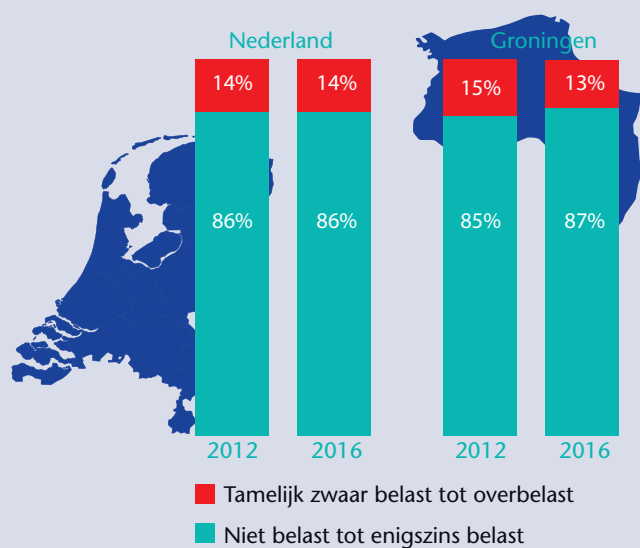 Nederland Groningen
14% 14% 15% 13%
86% 86% 85% 87%
2012 2016 2012 2016
Tamelijk zwaar belast tot overbelast
Niet belast tot enigszins belast